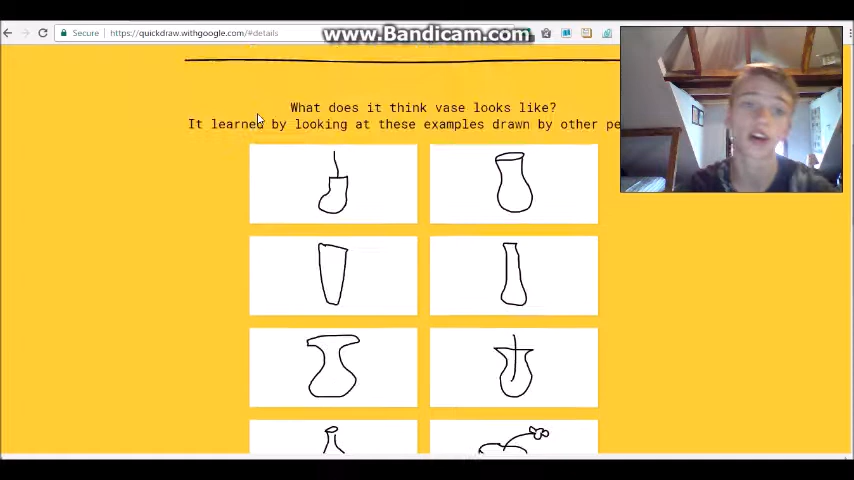 www.Bandicam.com
Secure
https://quickdraw.withgoogle.com/#details
What does it think vase looks like?
It learned by looking at these examples drawn by other pe